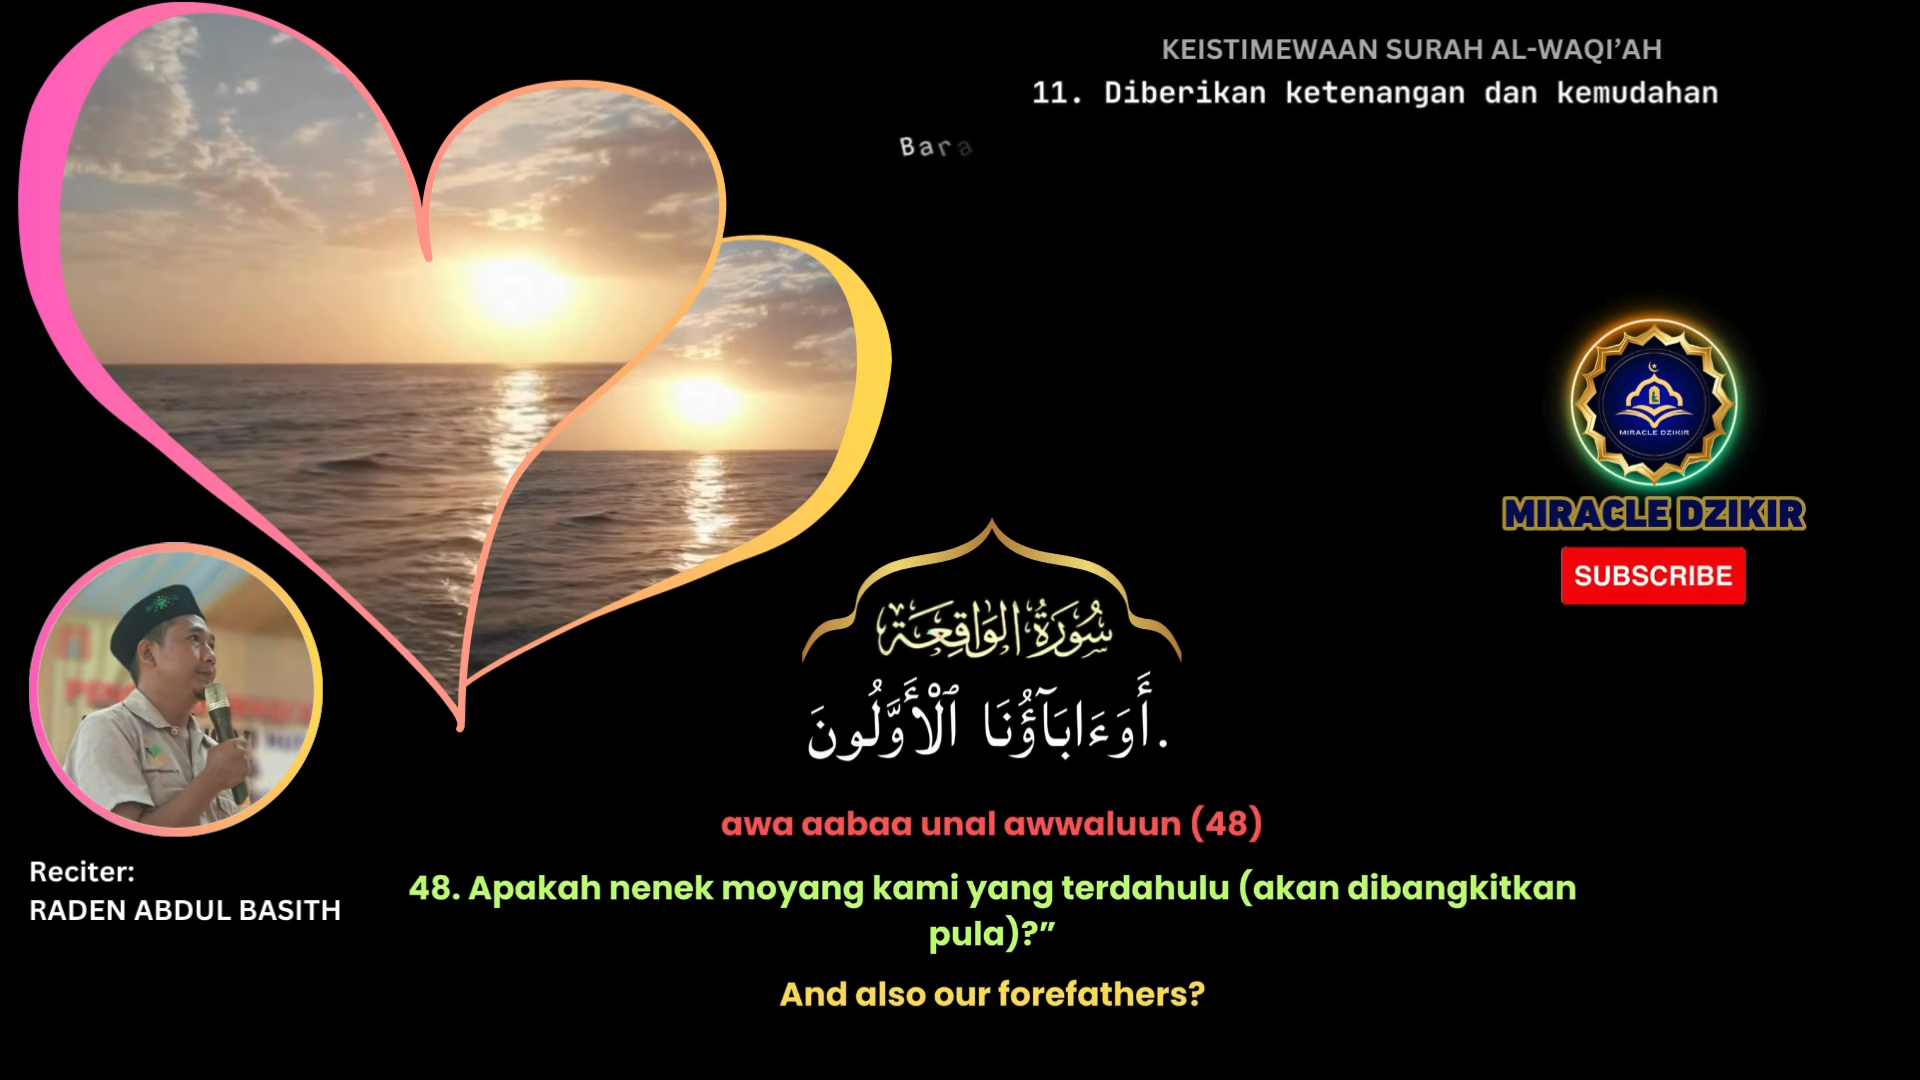 KEISTIMEWAAN SURAH AL-WAQI’AH
11. Diberikan ketenangan dan kemudahan
Bara
MIRACLE DZIKIR
MIRACLE DZIKIR
SUBSCRIBE
سُورَةُ الوَاقِعَة
أَوَءَابَآؤُنَا ٱلْأَوَّلُونَ.
awa aabaa unal awwaluun (48)
48. Apakah nenek moyang kami yang terdahulu (akan dibangkitkan
pula)?”
And also our forefathers?
Reciter:
RADEN ABDUL BASITH